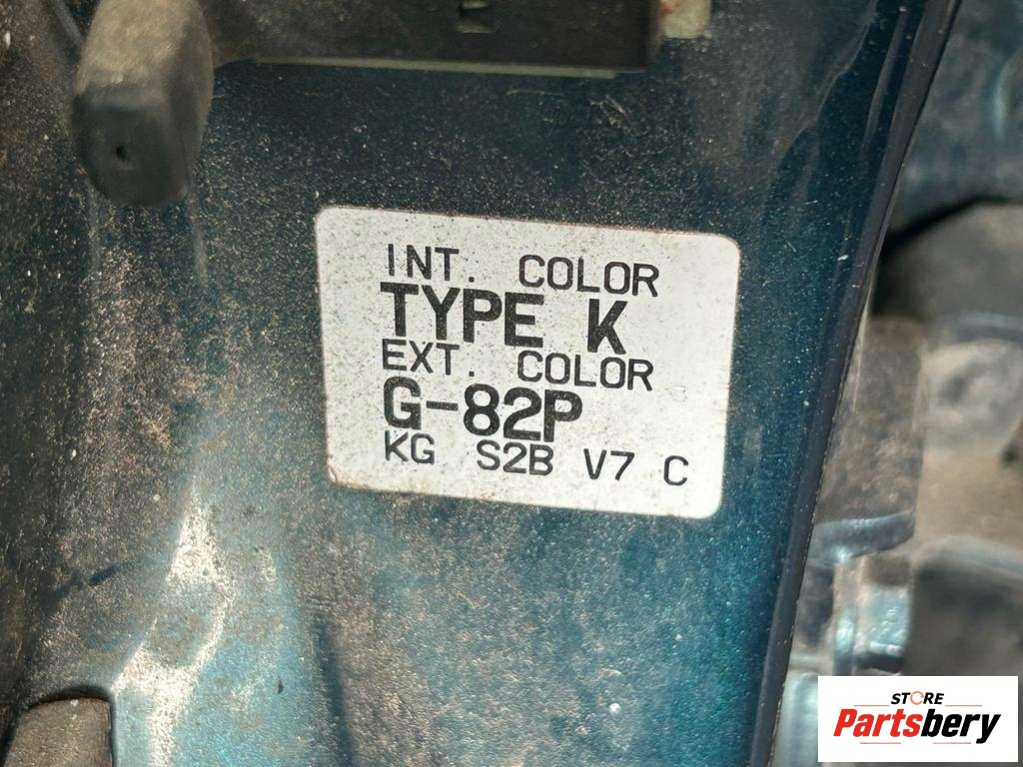 INT. COLOR
TYPE K
EXT. COLOR
G-82P
KG S2B V7 C
STORE
Partsbery